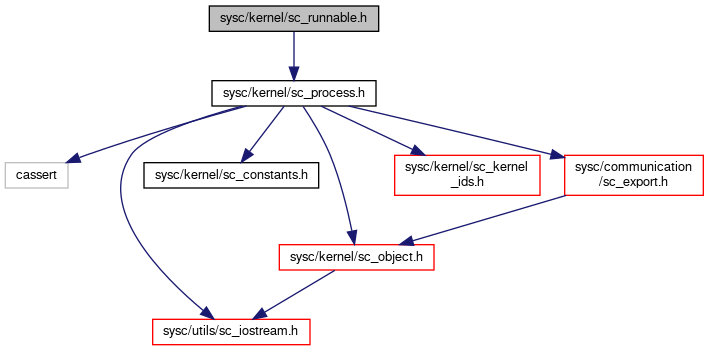 sysc/kernel/sc_runnable.h
sysc/kernel/sc_process.h
cassert
sysc/kernel/sc_constants.h
sysc/kernel/sc_kernel
_ids.h
sysc/communication
/sc_export.h
sysc/kernel/sc_object.h
sysc/utils/sc_iostream.h